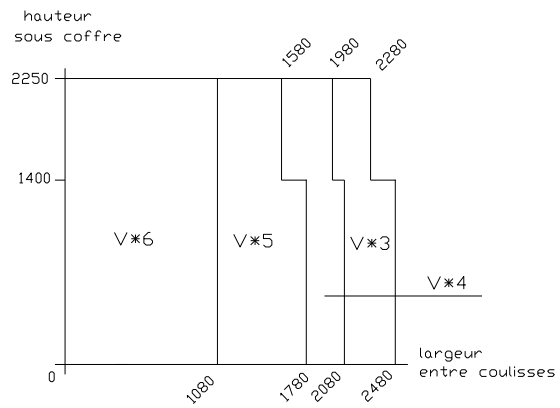 hauteur
sous coffre
1580
1980
2280
2250
1400
V*6
V*5
V*3
V*4
largeur
entre coulisses
0
1080
1780
2080
2480